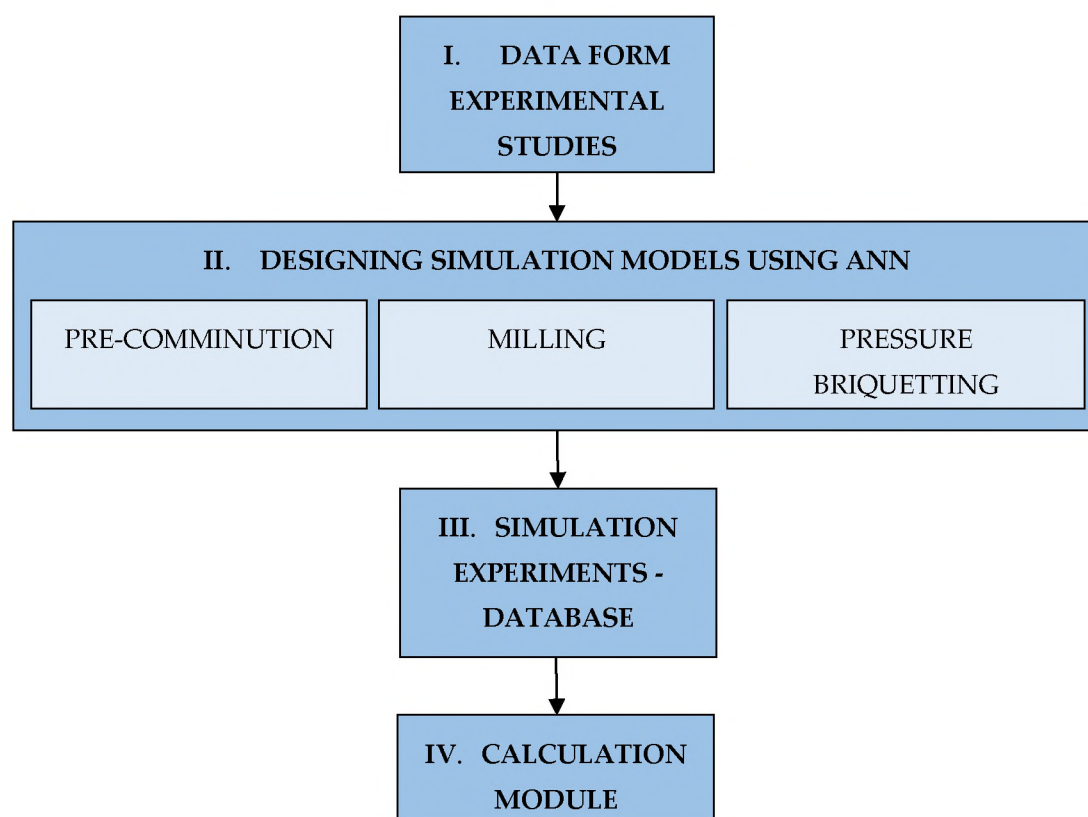 I. DATA FORM
EXPERIMENTAL
STUDIES
II. DESIGNING SIMULATION MODELS USING ANN
PRE-COMMINUTION
MILLING
PRESSURE
BRIQUETTING
III. SIMULATION
EXPERIMENTS -
DATABASE
IV. CALCULATION
MODULE